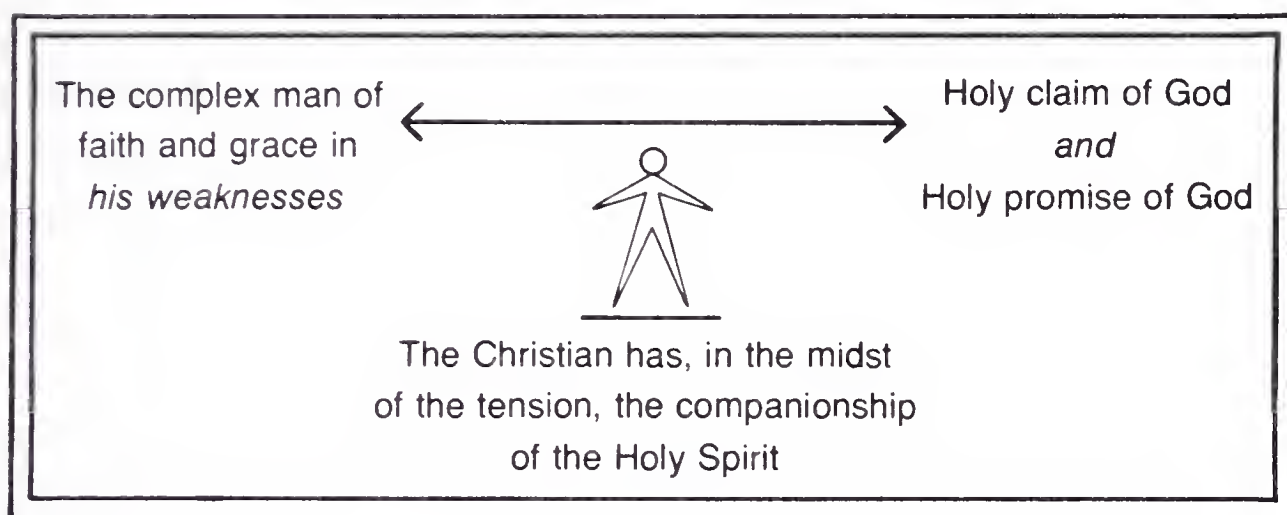 The complex man of
faith and grace in
his weaknesses
Holy claim of God
and
Holy promise of God
The Christian has, in the midst
of the tension, the companionship
of the Holy Spirit